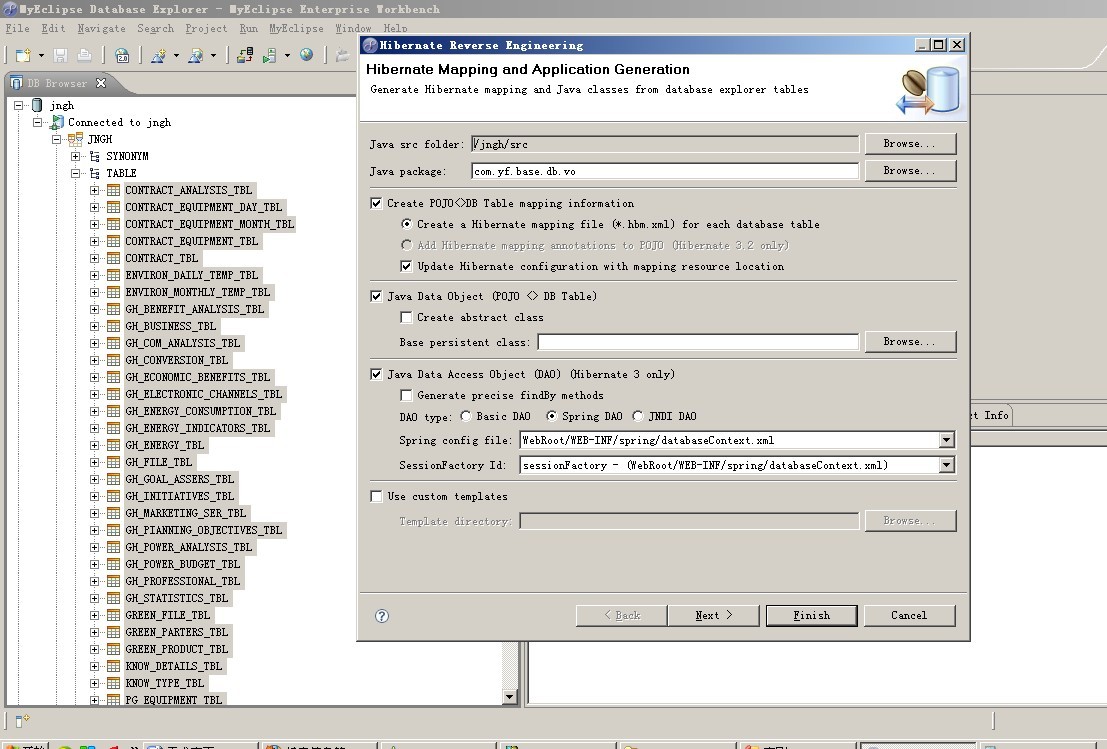 MyEclipse Database Explorer - MyEclipse Enterprise Workbench
File Edit Navigate Search Project Run MyEclipse Window Help
DB Browser
jngh
Connected to jngh
JNGH
SYNONYM
TABLE
CONTRACT_ANALYSIS_TBL
CONTRACT_EQUIPMENT_DAY_TBL
CONTRACT_EQUIPMENT_MONTH_TBL
CONTRACT_EQUIPMENT_TBL
CONTRACT_TBL
ENVIRON_DAILY_TEMP_TBL
ENVIRON_MONTHLY_TEMP_TBL
GH_BENEFIT_ANALYSIS_TBL
GH_BUSINESS_TBL
GH_COM_ANALYSIS_TBL
GH_CONVERSION_TBL
GH_ECONOMIC_BENEFITS_TBL
GH_ELECTRONIC_CHANNELS_TBL
GH_ENERGY_CONSUMPTION_TBL
GH_ENERGY_INDICATORS_TBL
GH_ENERGY_TBL
GH_FILE_TBL
GH_GOAL_ASSERS_TBL
GH_INITIATIVES_TBL
GH_MARKETING_SER_TBL
GH_PIANNING_OBJECTIVES_TBL
GH_POWER_ANALYSIS_TBL
GH_POWER_BUDGET_TBL
GH_PROFESSIONAL_TBL
GH_STATISTICS_TBL
GREEN_FILE_TBL
GREEN_PARTERS_TBL
GREEN_PRODUCT_TBL
KNOW_DETAILS_TBL
KNOW_TYPE_TBL
PG_EQUIPMENT_TBL
Hibernate Reverse Engineering
Hibernate Mapping and Application Generation
Generate Hibernate mapping and Java classes from database explorer tables
Java src folder: /jngh/src Browse...
Java package: com.yf.base.db.vo Browse...
Create POJO<>DB Table mapping information
Create a Hibernate mapping file (*.hbm.xml) for each database table
Add Hibernate mapping annotations to POJO (Hibernate 3.2 only)
Update Hibernate configuration with mapping resource location
Java Data Object (POJO <> DB Table)
Create abstract class
Base persistent class: Browse...
Java Data Access Object (DAO) (Hibernate 3 only)
Generate precise findBy methods
DAO type: Basic DAO Spring DAO JNDI DAO
Spring config file: WebRoot/WEB-INF/spring/databaseContext.xml
SessionFactory Id: sessionFactory - (WebRoot/WEB-INF/spring/databaseContext.xml)
Use custom templates
Template directory: Browse...
< Back Next > Finish Cancel
t Info